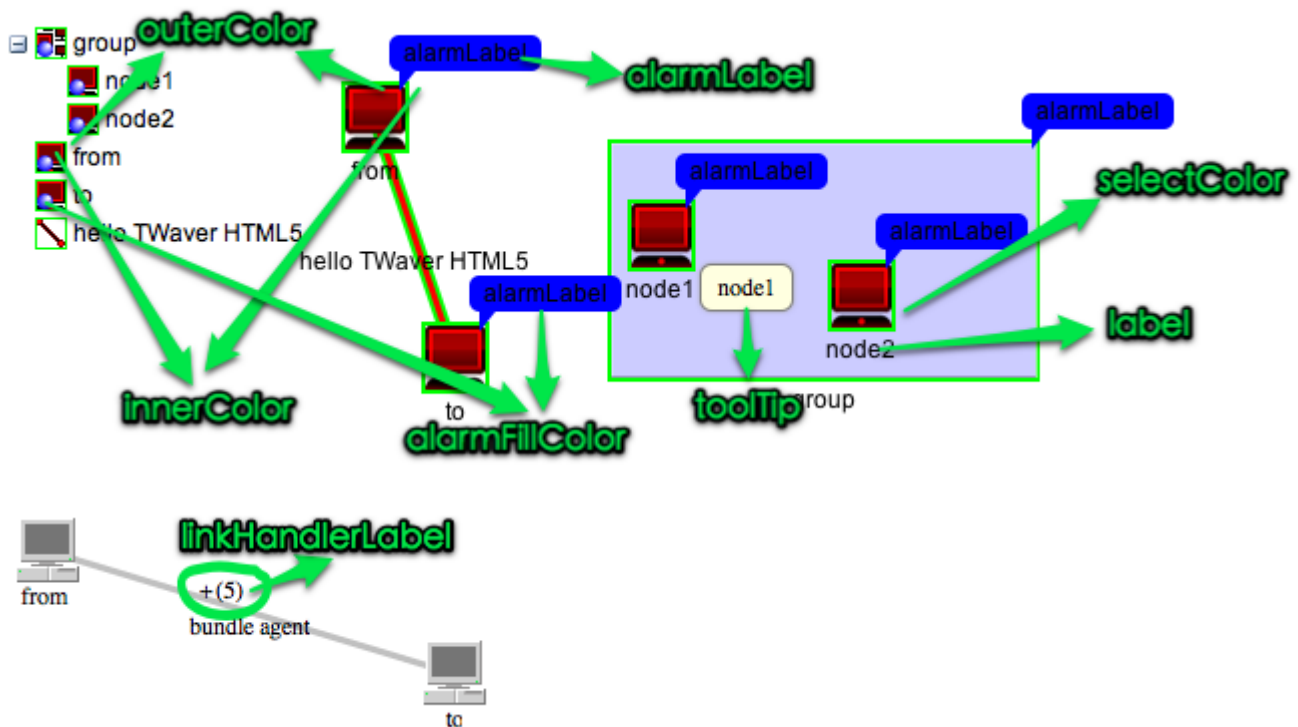 group
outerColor
alarmLabel
alarmLabel
node1
node2
alarmLabel
from
from
alarmLabel
selectColor
to
alarmLabel
hello TWaver HTML5
hello TWaver HTML5
alarmLabel
node1
node1
label
node2
innerColor
to
alarmFillColor
toolTip
group
linkHandlerLabel
+(5)
from
bundle agent
to